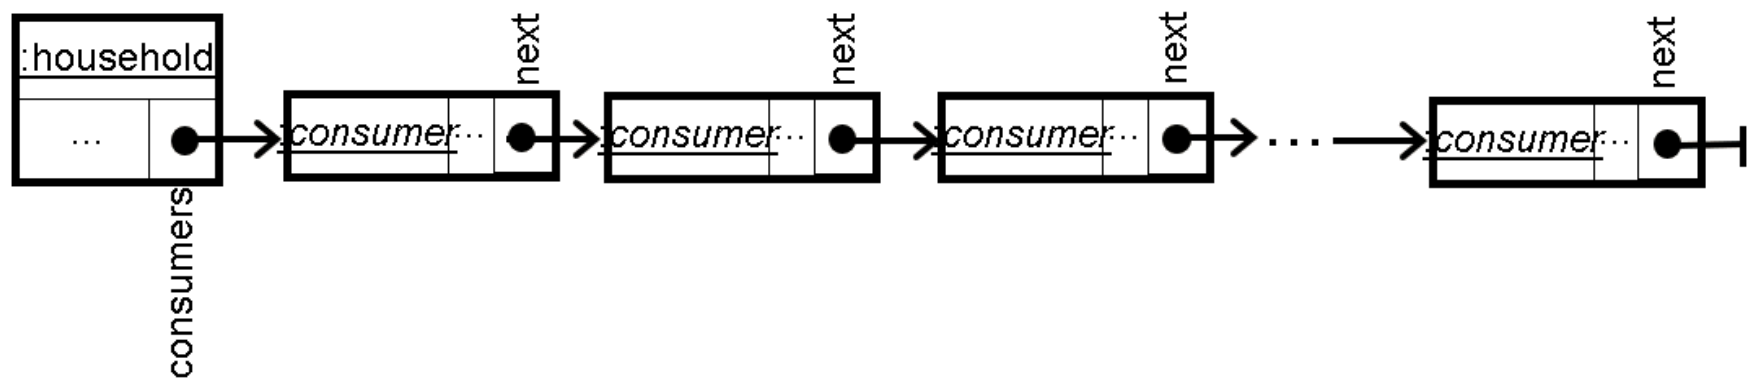 :household
...
consumers
:consumer ...
next
:consumer ...
next
:consumer ...
next
...
:consumer ...
next